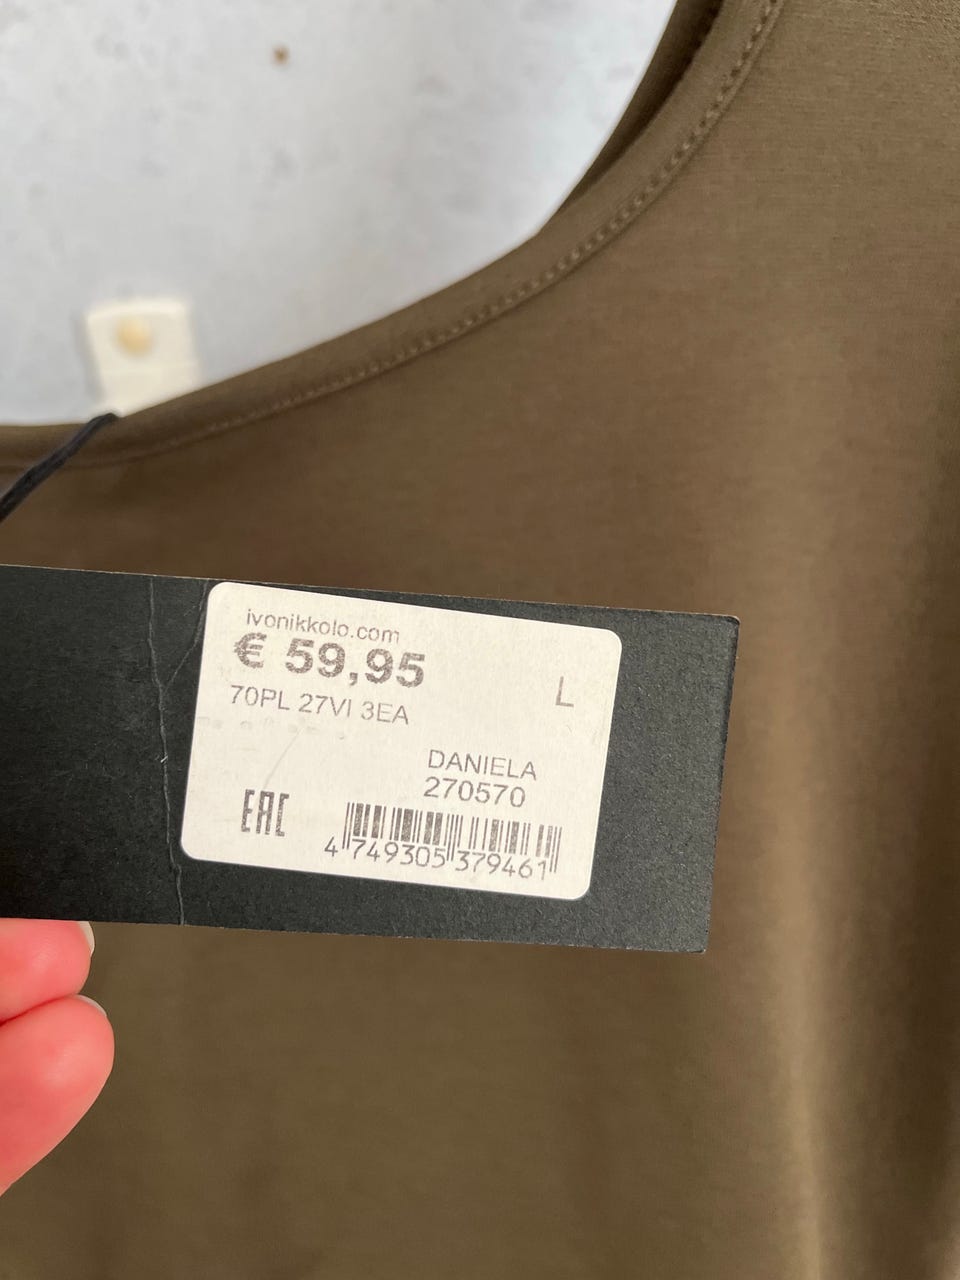 ivonikkolo.com
€ 59,95
70PL 27VI 3EA
L
DANIELA
270570
EAC
4 749305 379461